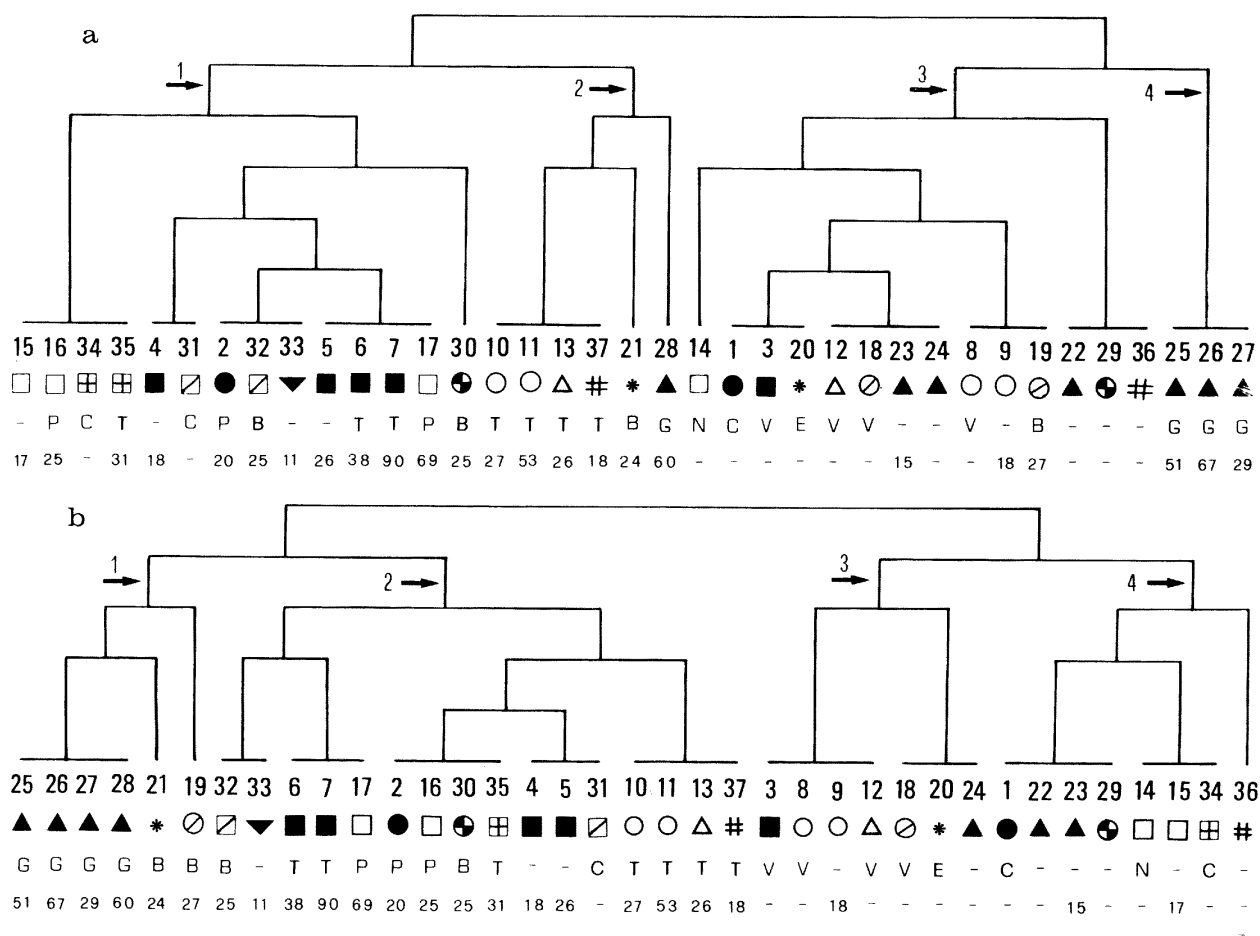 a
1
2
3
4
15 16 34 35 4 31 2 32 33 5 6 7 17 30 10 11 13 37 21 28 14 1 3 20 12 18 23 24 8 9 19 22 29 36 25 26 27
# * * #
- P C T - C P B - - T T P B T T T T B G N C V E V V - - V - B - - - G G G
17 25 - 31 18 - 20 25 11 26 38 90 69 25 27 53 26 18 24 60 - - - - - - 15 - - 18 27 - - - 51 67 29
b
1
2
3
4
25 26 27 28 21 19 32 33 6 7 17 2 16 30 35 4 5 31 10 11 13 37 3 8 9 12 18 20 24 1 22 23 29 14 15 34 36
* # * #
G G G G B B B - T T P P P B T - - C T T T T V V - V V E - C - - - N - C -
51 67 29 60 24 27 25 11 38 90 69 20 25 25 31 18 26 - 27 53 26 18 - - 18 - - - - - - 15 - - 17 - -